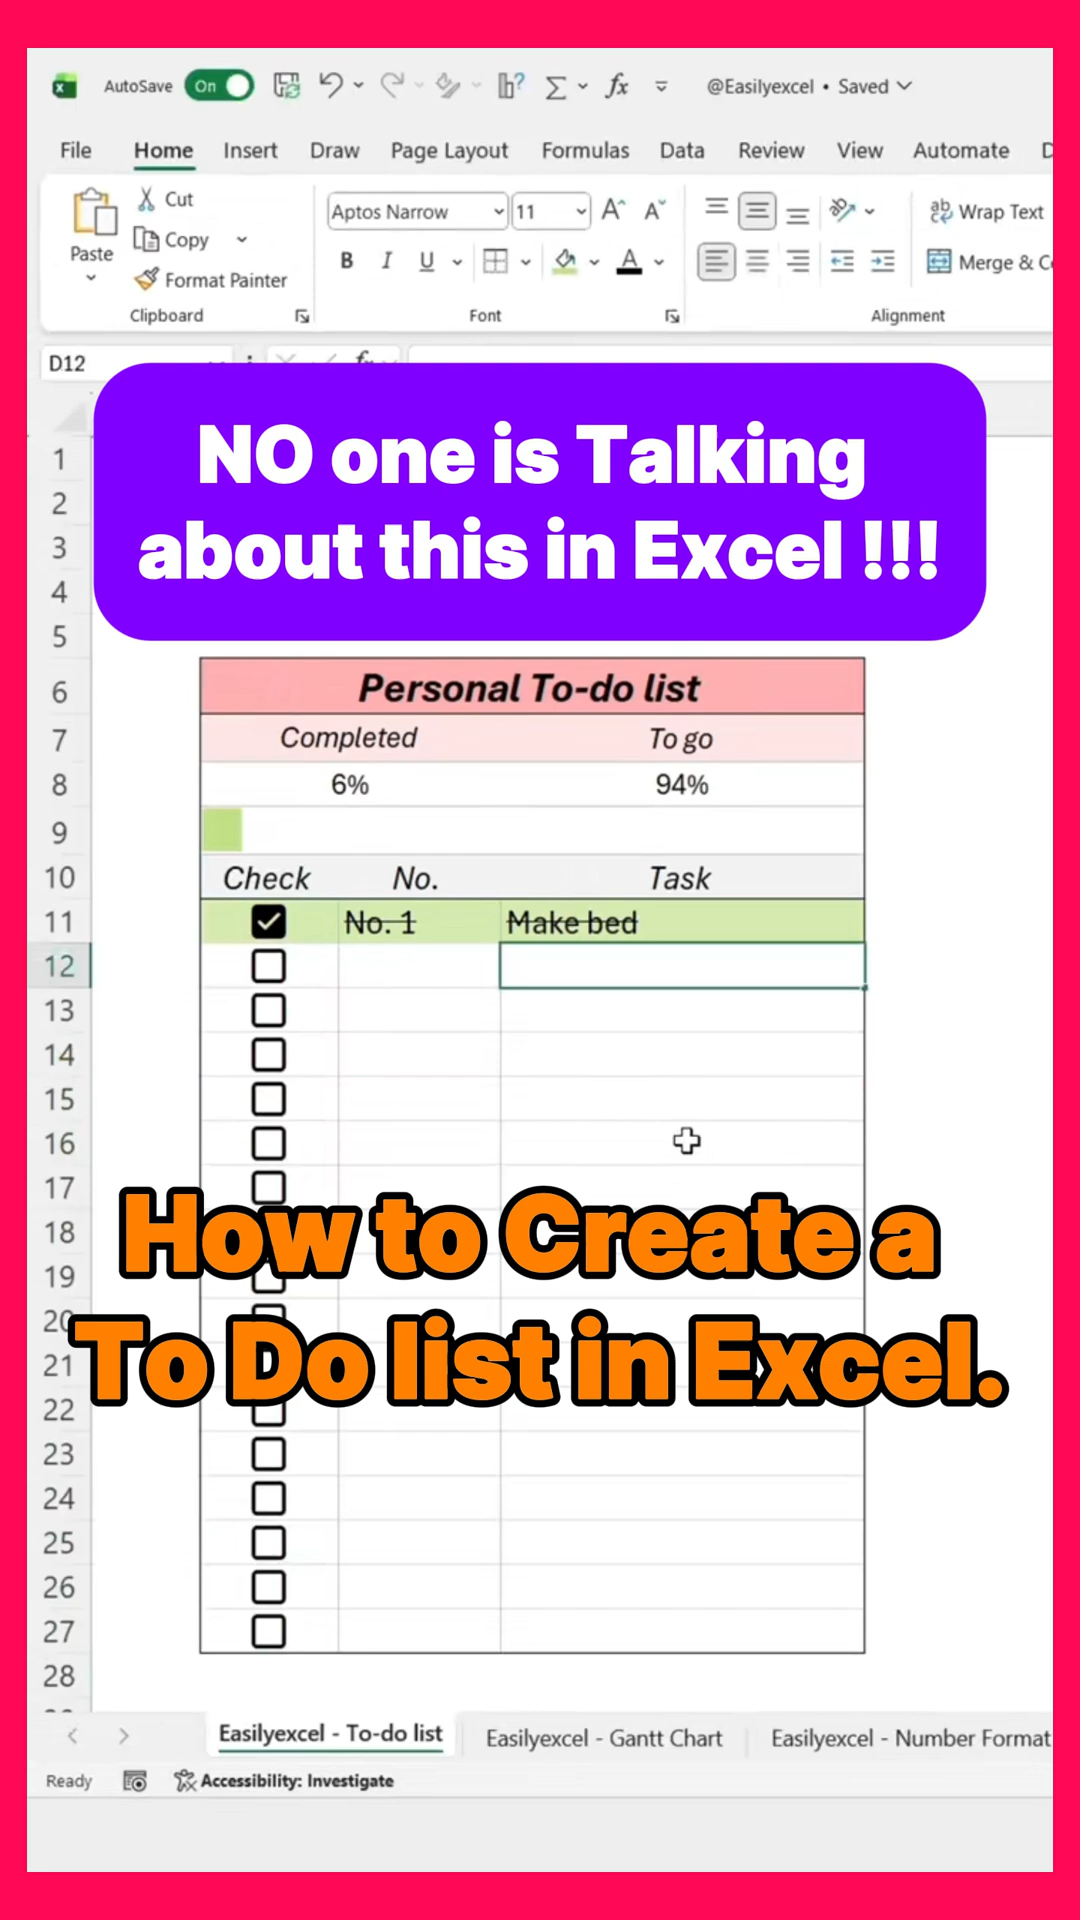 AutoSave On @Easilyexcel • Saved
File Home Insert Draw Page Layout Formulas Data Review View Automate
Cut
Aptos Narrow 11 Wrap Text
Copy
Paste
B I U A Merge &
Format Painter
Clipboard Font Alignment
D12
NO one is Talking
about this in Excel !!!
1
2
3
4
5
6 Personal To-do list
7 Completed To go
8 6% 94%
9
10 Check No. Task
11 No. 1 Make bed
12
13
14
15
16
17
How to Create a
18
19
20
To Do list in Excel.
21
22
23
24
25
26
27
28
Easilyexcel - To-do list Easilyexcel - Gantt Chart Easilyexcel - Number Format
Ready Accessibility: Investigate